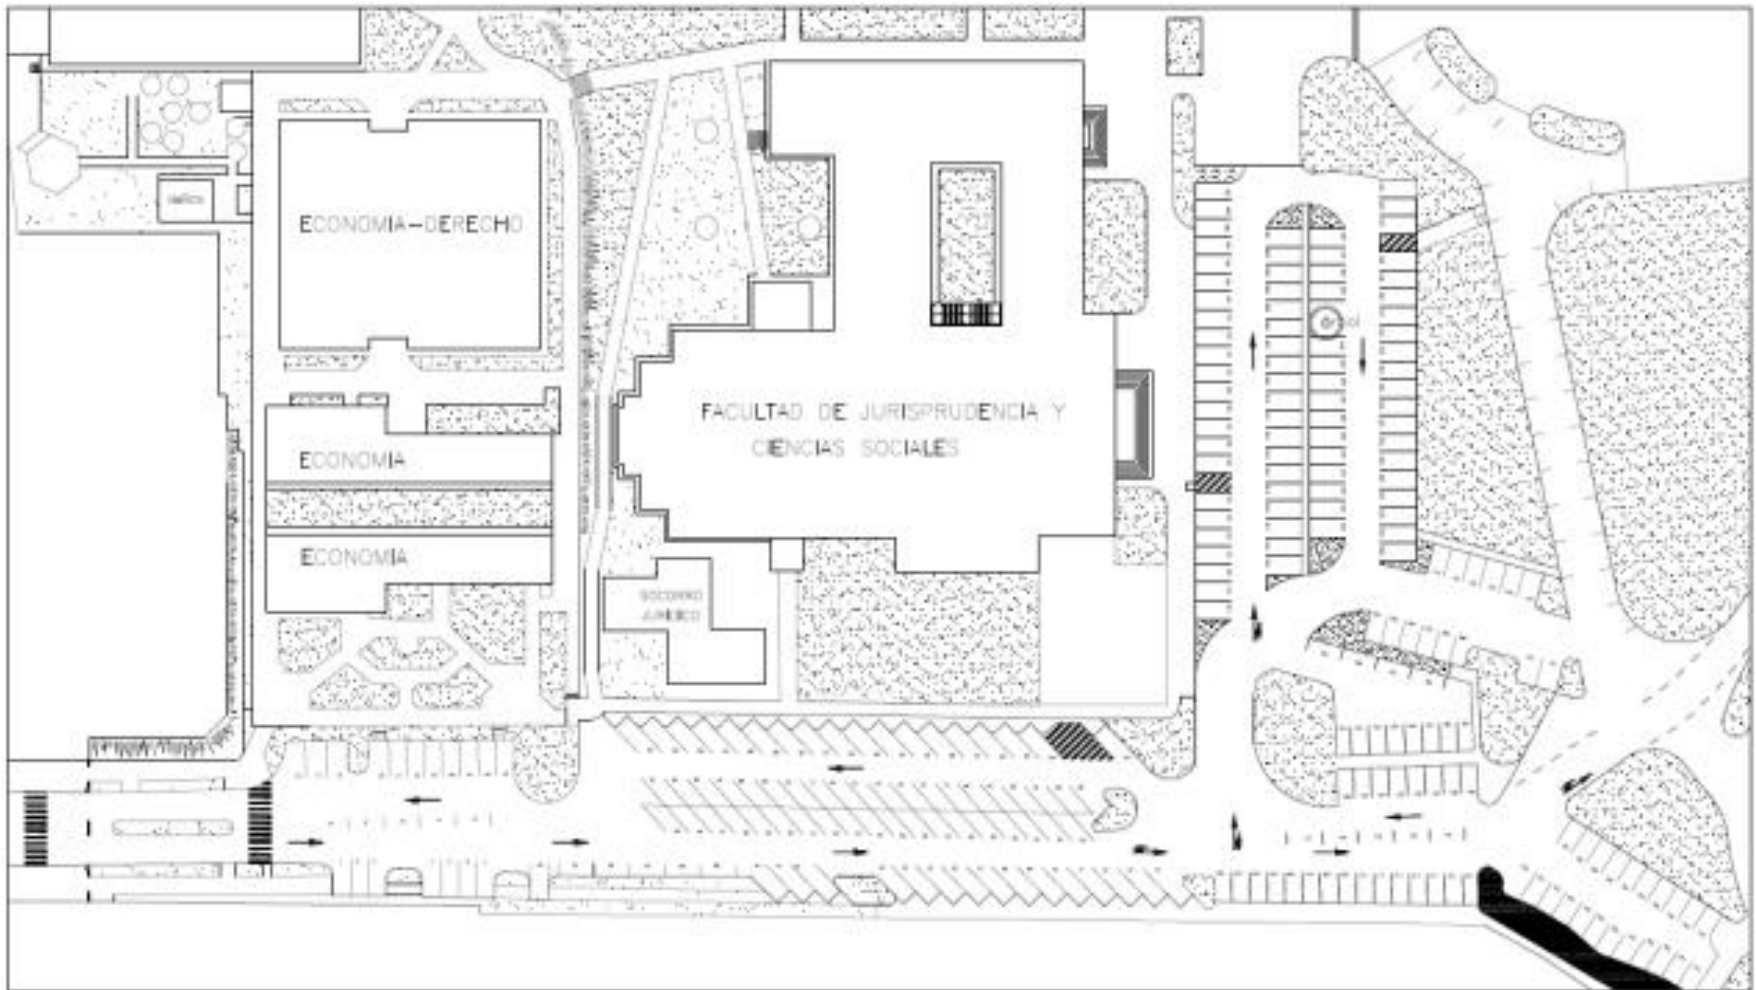 ECONOMIA-DERECHO
FACULTAD DE JURISPRUDENCIA Y
CIENCIAS SOCIALES
ECONOMIA
ECONOMIA
SOCORRO
JURIDICO